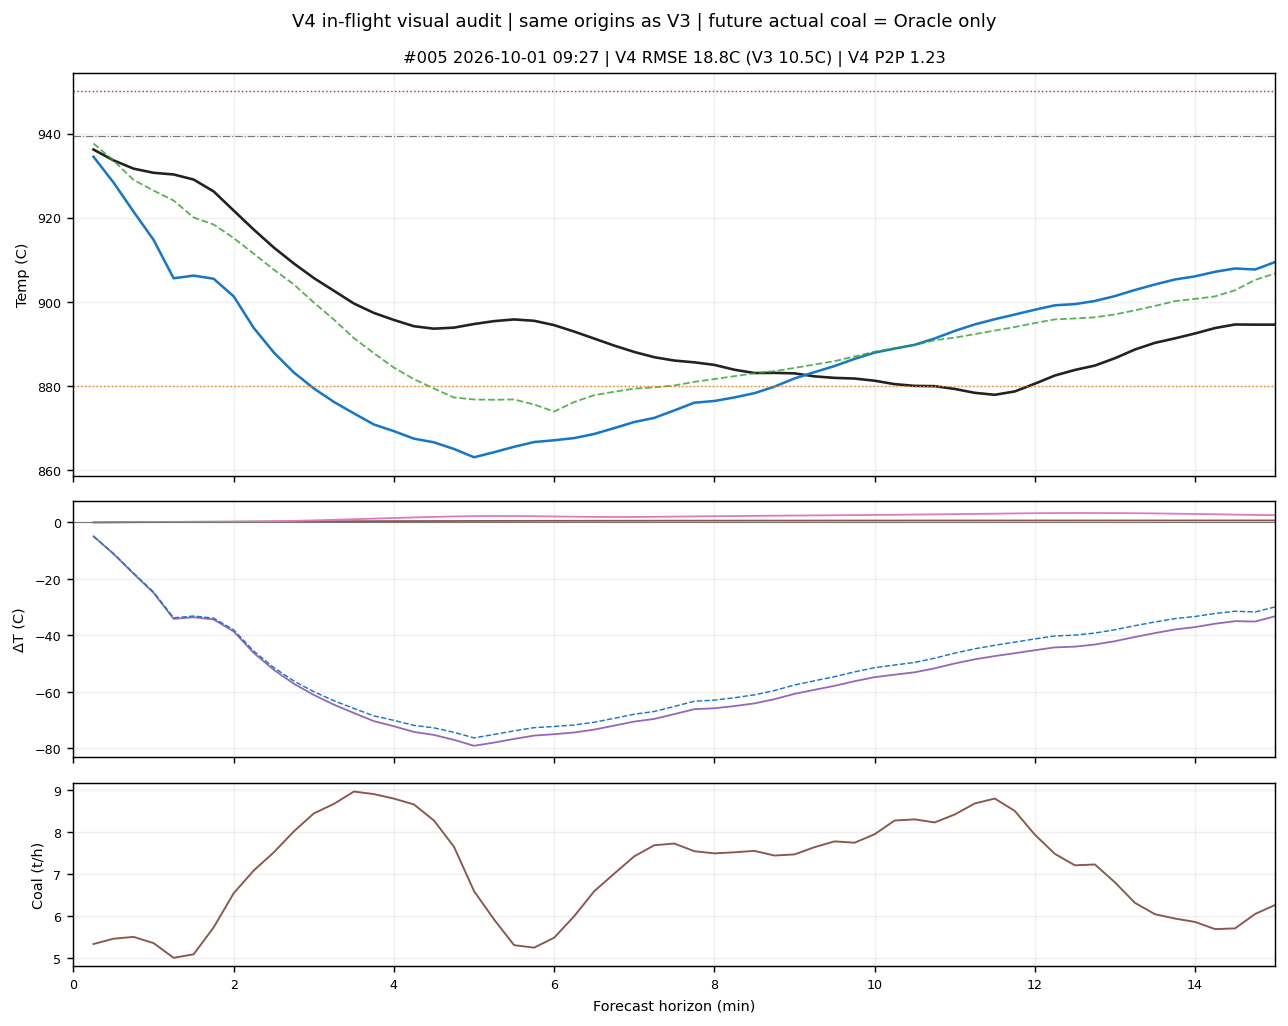 V4 in-flight visual audit | same origins as V3 | future actual coal = Oracle only
#005 2026-10-01 09:27 | V4 RMSE 18.8C (V3 10.5C) | V4 P2P 1.23
940
920
900
880
860
Temp (C)
0
−20
−40
−60
−80
ΔT (C)
9
8
7
6
5
Coal (t/h)
0 2 4 6 8 10 12 14
Forecast horizon (min)